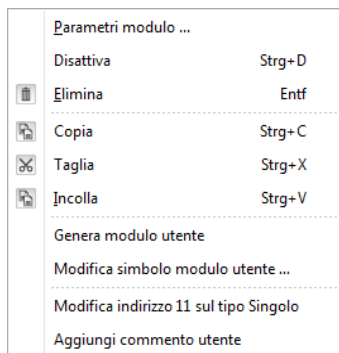 Parametri modulo ...
Disattiva Strg+D
Elimina Entf
Copia Strg+C
Taglia Strg+X
Incolla Strg+V
Genera modulo utente
Modifica simbolo modulo utente ...
Modifica indirizzo 11 sul tipo Singolo
Aggiungi commento utente